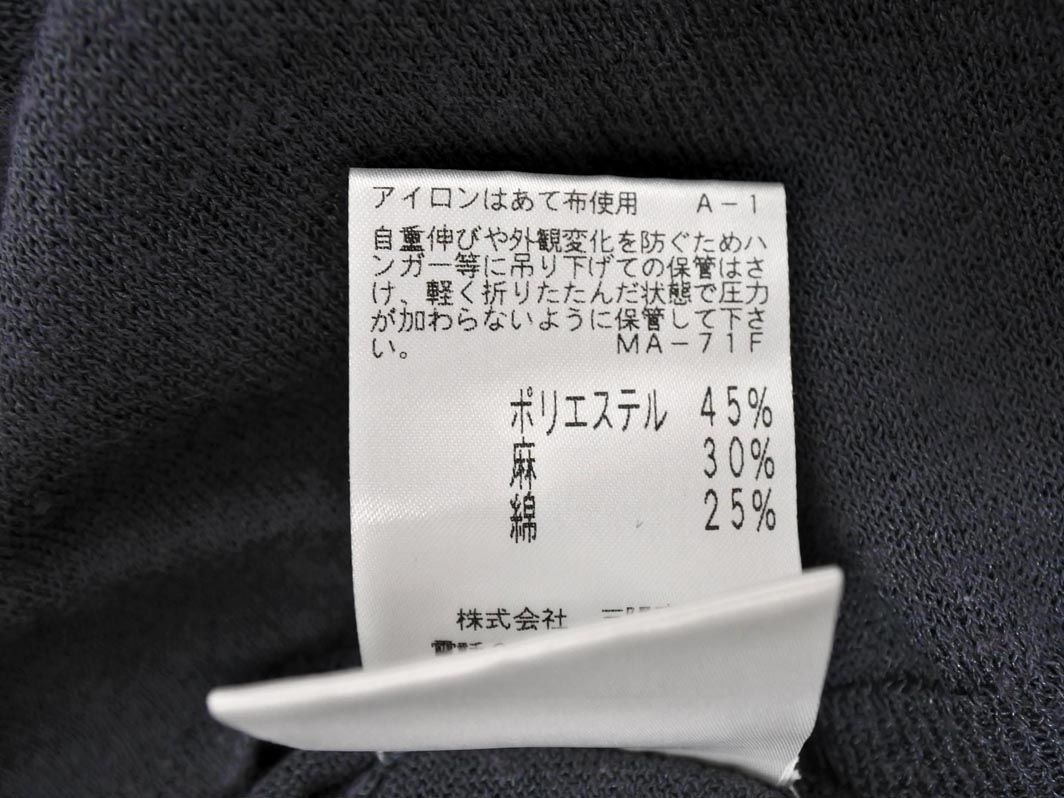 アイロンはあて布使用 A-1
自重伸びや外観変化を防ぐためハ
ンガー等に吊り下げての保管はさ
け、軽く折りたたんだ状態で圧力
が加わらないように保管して下さ
い。 MA-71F
ポリエステル 45%
麻 30%
綿 25%
株式会社